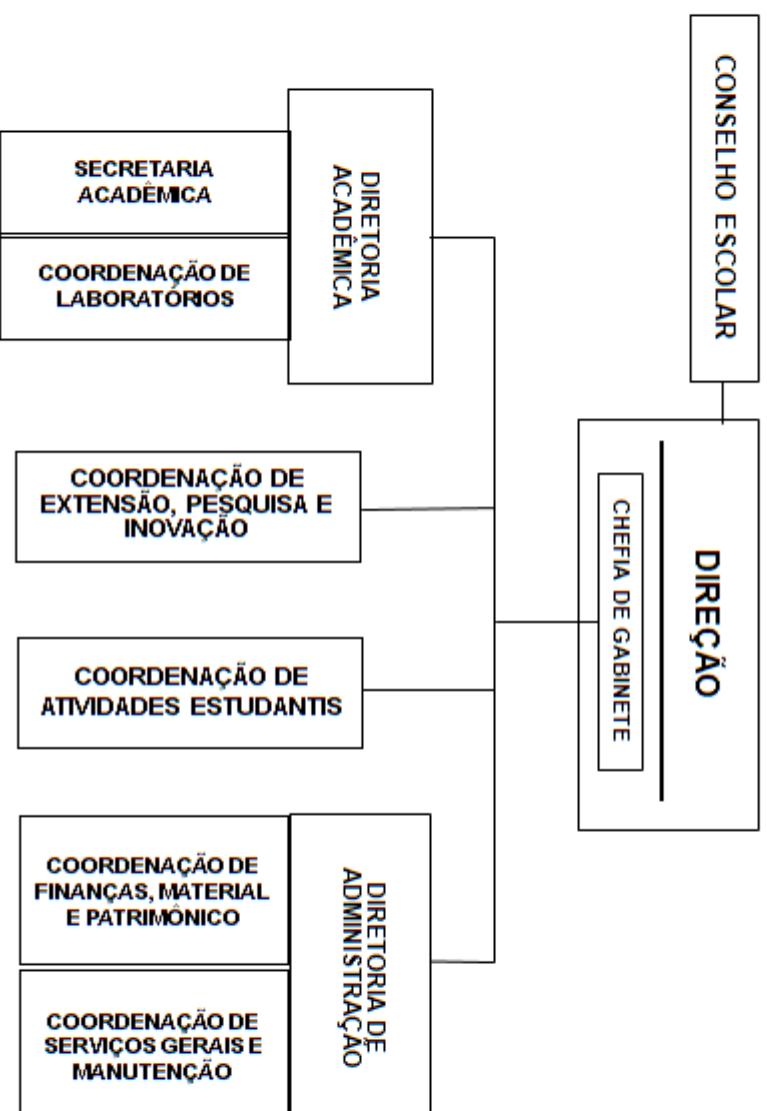 CONSELHO ESCOLAR
DIREÇÃO
CHEFIA DE GABINETE
DIRETORIA
ACADÊMICA
SECRETARIA
ACADÊMICA
COORDENAÇÃO DE
LABORATÓRIOS
COORDENAÇÃO DE
EXTENSÃO, PESQUISA E
INOVAÇÃO
COORDENAÇÃO DE
ATIVIDADES ESTUDANTIS
DIRETORIA DE
ADMINISTRAÇÃO
COORDENAÇÃO DE
FINANÇAS, MATERIAL
E PATRIMÔNICO
COORDENAÇÃO DE
SERVIÇOS GERAIS E
MANUTENÇÃO